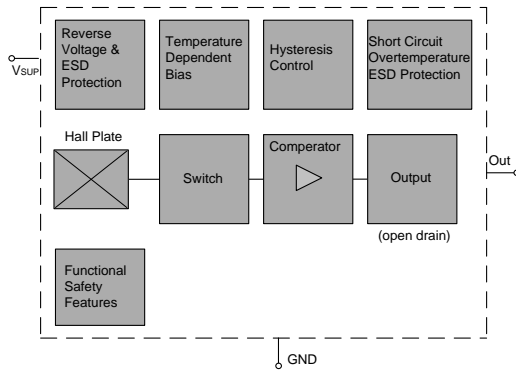 Reverse
Voltage &
ESD
Protection
Temperature
Dependent
Bias
Hysteresis
Control
Short Circuit
Overtemperature
ESD Protection
VSUP
Hall Plate
Switch
Comperator
Output
Out
(open drain)
Functional
Safety
Features
GND